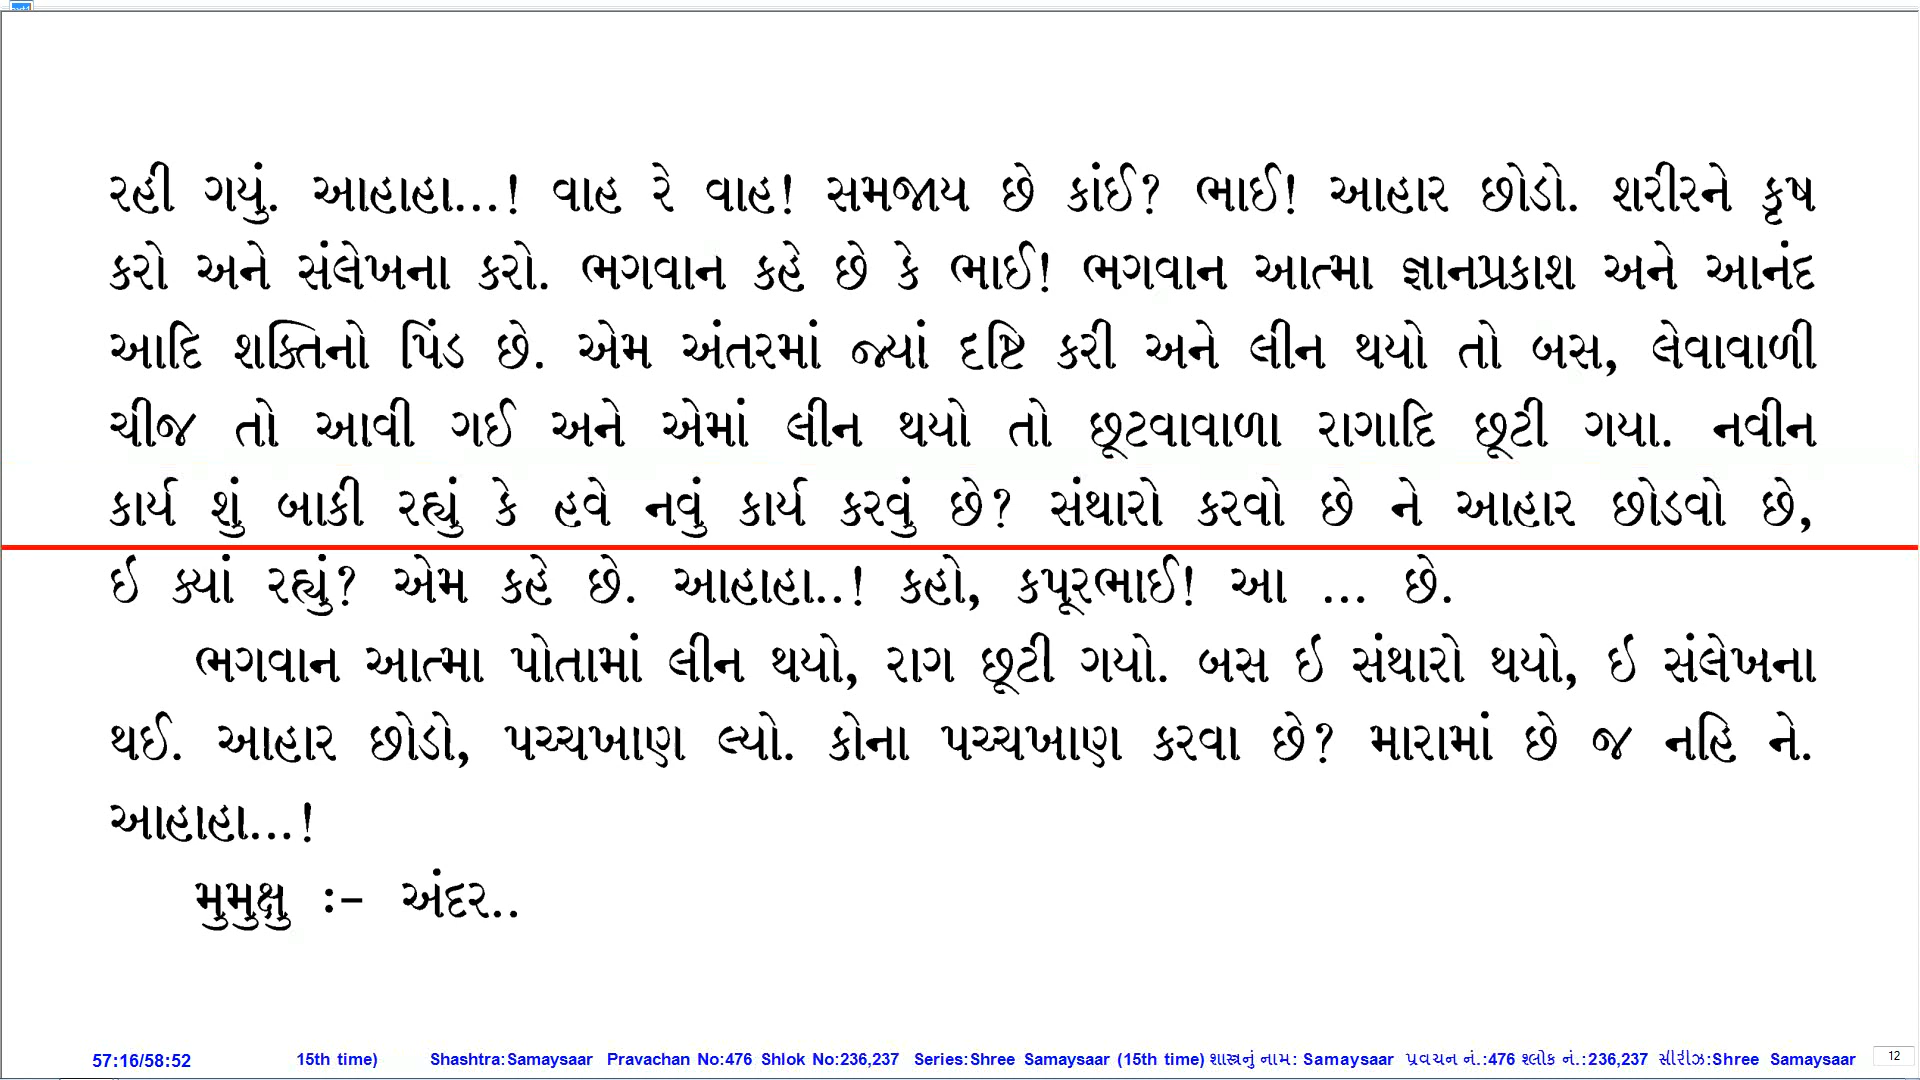 રહી ગયું. આહાહા...! વાહ રે વાહ! સમજાય છે કાંઈ? ભાઈ! આહાર છોડો. શરીરને કૃષ
કરો અને સંલેખના કરો. ભગવાન કહે છે કે ભાઈ! ભગવાન આત્મા જ્ઞાનપ્રકાશ અને આનંદ
આદિ શક્તિનો પિંડ છે. એમ અંતરમાં જ્યાં દૃષ્ટિ કરી અને લીન થયો તો બસ, લેવાવાળી
ચીજ તો આવી ગઈ અને એમાં લીન થયો તો છૂટવાવાળા રાગાદિ છૂટી ગયા. નવીન
કાર્ય શું બાકી રહ્યું કે હવે નવું કાર્ય કરવું છે? સંથારો કરવો છે ને આહાર છોડવો છે,
ઇ ક્યાં રહ્યું? એમ કહે છે. આહાહા..! કહો, કપૂરભાઈ! આ ... છે.
ભગવાન આત્મા પોતામાં લીન થયો, રાગ છૂટી ગયો. બસ ઇ સંથારો થયો, ઇ સંલેખના
થઈ. આહાર છોડો, પચ્ચખાણ લ્યો. કોના પચ્ચખાણ કરવા છે? મારામાં છે જ નહિ ને.
આહાહા...!
મુમુક્ષુ :- અંદર..
57:16/58:52 15th time) Shashtra:Samaysaar Pravachan No:476 Shlok No:236,237 Series:Shree Samaysaar (15th time) શાસ્ત્રનું નામ: Samaysaar પ્રવચન નં.:476 શ્લોક નં.:236,237 સીરીઝ:Shree Samaysaar 12